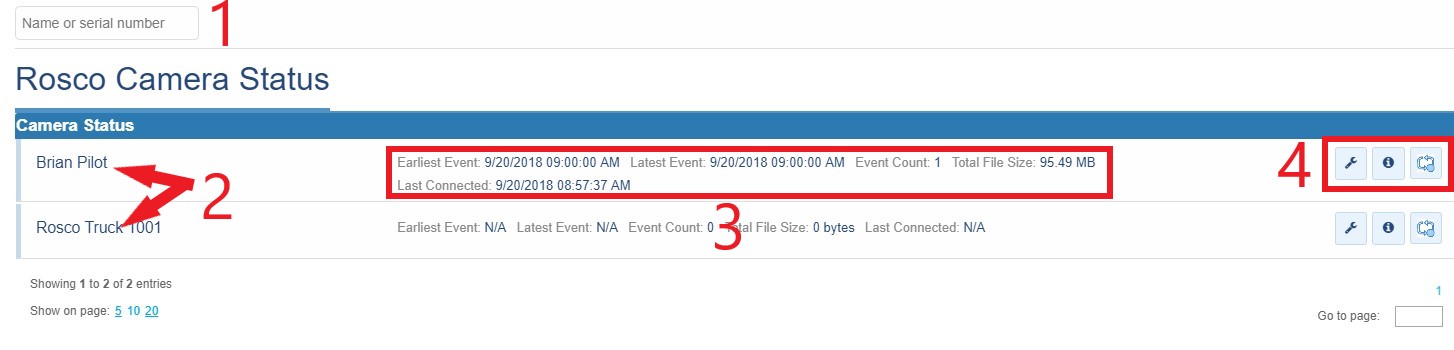 Name or serial number 1
Rosco Camera Status
Camera Status
Brian Pilot Earliest Event: 9/20/2018 09:00:00 AM Latest Event: 9/20/2018 09:00:00 AM Event Count: 1 Total File Size: 95.49 MB
Last Connected: 9/20/2018 08:57:37 AM
2 4
Rosco Truck 1001 Earliest Event: N/A Latest Event: N/A Event Count: 0 Total File Size: 0 bytes Last Connected: N/A
3
Showing 1 to 2 of 2 entries
1
Show on page: 5 10 20
Go to page: